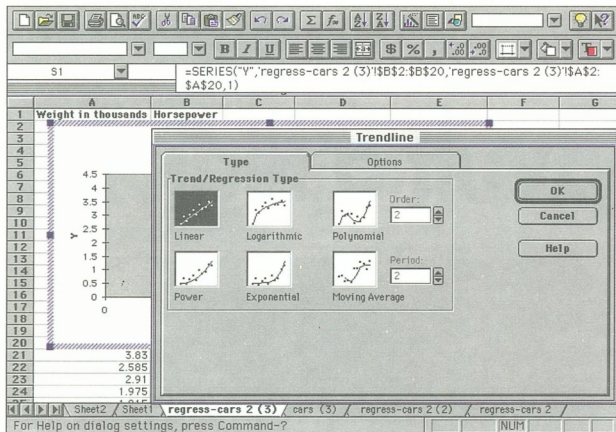 S1
=SERIES("Y",'regress-cars 2 (3)'!$B$2:$B$20,'regress-cars 2 (3)'!$A$2:
$A$20,1)
A B C D E F G
1 Weight in thousands Horsepower
2
3
4
5
6
7
8
9
10
11
12
13
14
15
16
17
18
19
20
21 3.83
22 2.585
23 2.91
24 1.975
Y
4.5
4
3.5
3
2.5
2
1.5
1
0.5
0
0
Trendline
Type Options
Trend/Regression Type
Linear Logarithmic Polynomial
Order:
2
Power Exponential Moving Average
Period:
2
OK
Cancel
Help
Sheet2 Sheet1 regress-cars 2 (3) cars (3) regress-cars 2 (2) regress-cars 2
For Help on dialog settings, press Command-?
NUM